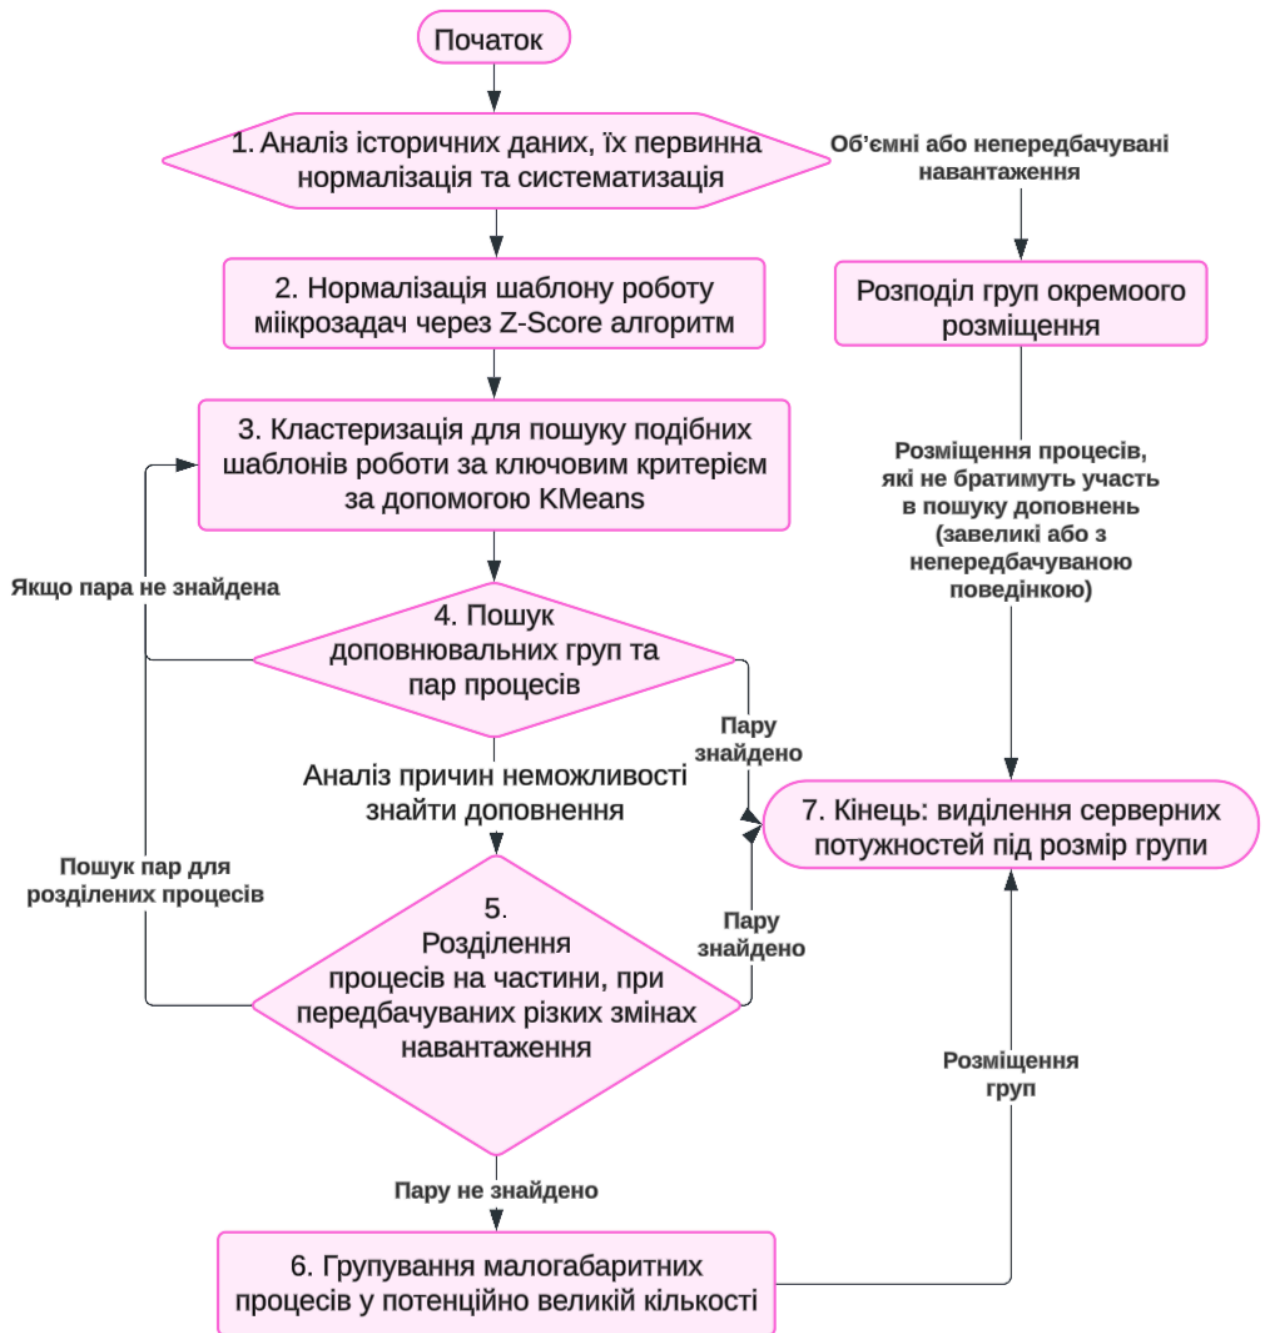 Початок
1. Аналіз історичних даних, їх первинна
нормалізація та систематизація
Об’ємні або непередбачувані
навантаження
2. Нормалізація шаблону роботу
міікрозадач через Z-Score алгоритм
Розподіл груп окремоого
розміщення
3. Кластеризація для пошуку подібних
шаблонів роботи за ключовим критерієм
за допомогою KMeans
Розміщення процесів,
які не братимуть участь
в пошуку доповнень
(завеликі або з
непередбачуваною
поведінкою)
Якщо пара не знайдена
4. Пошук
доповнювальних груп та
пар процесів
Пару
знайдено
Аналіз причин неможливості
знайти доповнення
7. Кінець: виділення серверних
потужностей під розмір групи
Пошук пар для
розділених процесів
5.
Розділення
процесів на частини, при
передбачуваних різких змінах
навантаження
Пару
знайдено
Розміщення
груп
Пару не знайдено
6. Групування малогабаритних
процесів у потенційно великій кількості